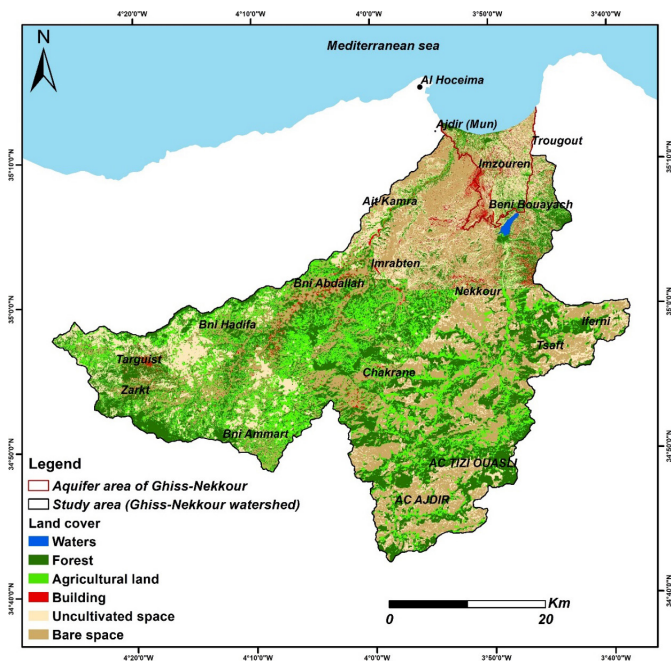 4°20'0"W 4°10'0"W 4°0'0"W 3°50'0"W 3°40'0"W
N
Mediterranean sea
Al Hoceima
Ajdir (Mun)
Trougout
35°10'0"N
35°10'0"N
Imzouren
Ait Kamra
Beni Bouayach
Imrabten
Bni Abdallah
Nekkour
35°0'0"N
35°0'0"N
Bni Hadifa
Iferni
Tsaft
Targuist
Chakrane
Zarkt
Bni Ammart
34°50'0"N
34°50'0"N
AC TIZI OUASLI
AC AJDIR
Legend
Aquifer area of Ghiss-Nekkour
Study area (Ghiss-Nekkour watershed)
Land cover
Waters
Forest
Agricultural land
Building
Uncultivated space
Bare space
34°40'0"N
34°40'0"N
Km
0 20
4°20'0"W 4°10'0"W 4°0'0"W 3°50'0"W 3°40'0"W